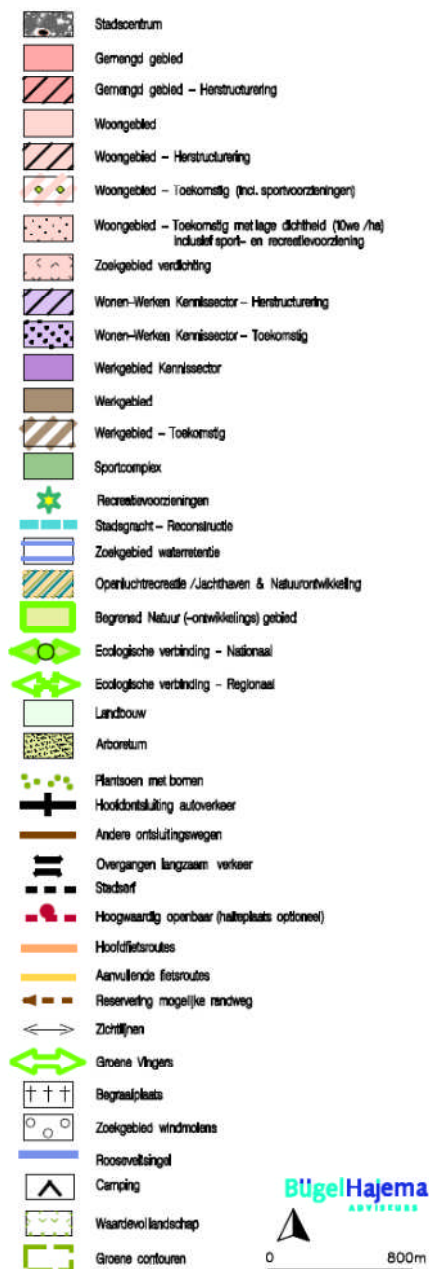 Stadscentrum
Gemengd gebied
Gemengd gebied – Herstructurering
Woongebied
Woongebied – Herstructurering
Woongebied – Toekomstig (incl. sportvoorzieningen)
Woongebied – Toekomstig met lage dichtheid (10we /ha)
inclusief sport- en recreatievoorziening
Zoekgebied verdichting
Wonen-Werken Kennissector – Herstructurering
Wonen-Werken Kennissector – Toekomstig
Werkgebied Kennissector
Werkgebied
Werkgebied – Toekomstig
Sportcomplex
Recreatievoorzieningen
Stadsgracht – Reconstructie
Zoekgebied waterretentie
Openluchtrecreatie /Jachthaven & Natuurontwikkeling
Begrensd Natuur (-ontwikkelings) gebied
Ecologische verbinding – Nationaal
Ecologische verbinding – Regionaal
Landbouw
Arboretum
Plantsoen met bomen
Hoofdontsluiting autoverkeer
Andere ontsluitingswegen
Overgangen langzaam verkeer
Stadserf
Hoogwaardig openbaar (halteplaats optioneel)
Hoofdfietsroutes
Aanvullende fietsroutes
Reservering mogelijke randweg
Zichtlijnen
Groene Vingers
Begraafplaats
Zoekgebied windmolens
Rooseveltsingel
Camping
BügelHajema
ADVISEURS
Waardevol landschap
Groene contouren
0 800m